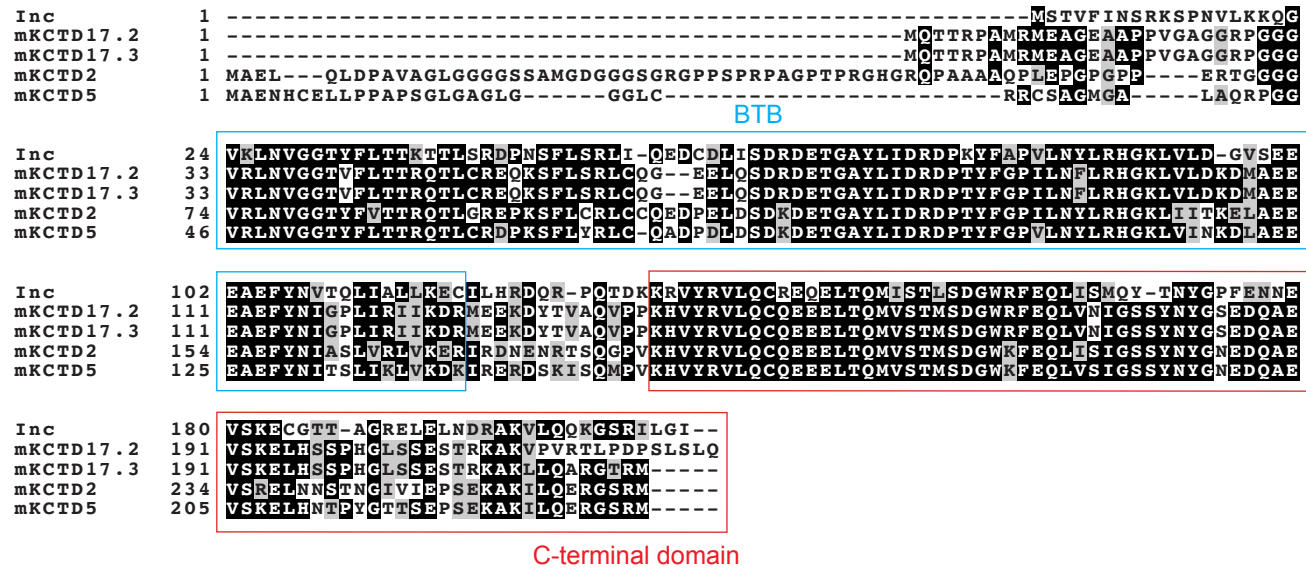 Inc 1 ---------------------------------------------------------MSTVFINSRKSPNVLKKQG
mKCTD17.2 1 ------------------------------------------------MQTTRPAMRMEAGEAAPPVGAGGRPGGG
mKCTD17.3 1 ------------------------------------------------MQTTRPAMRMEAGEAAPPVGAGGRPGGG
mKCTD2 1 MAEL---QLDPAVAGLGGGGSSAMGDGGGSGRGPPSPRPAGPTPRGHGRQPAAAAQPLEPGPGPP----ERTGGGG
mKCTD5 1 MAENHCELLPPAPSGLGAGLG------GGLC------------------------RRCSAGMGA-----LAQRPGG
BTB
Inc 24 VKLNVGGTYFLTTKTTLSRDPNSFLSRLI-QEDCDLISDRDETGAYLIDRDPKYFAPVLNYLRHGKLVLD-GVSEE
mKCTD17.2 33 VRLNVGGTVFLTTRQTLCREQKSFLSRLCQG--EELQSDRDETGAYLIDRDPTYFGPILNFLRHGKLVLDKDMAEE
mKCTD17.3 33 VRLNVGGTVFLTTRQTLCREQKSFLSRLCQG--EELQSDRDETGAYLIDRDPTYFGPILNFLRHGKLVLDKDMAEE
mKCTD2 74 VRLNVGGTYFVTTRQTLGREPKSFLCRLCCQEDPELDSDKDETGAYLIDRDPTYFGPILNYLRHGKLIITKELAEE
mKCTD5 46 VRLNVGGTYFLTTRQTLCRDPKSFLYRLC-QADPDLDSDKDETGAYLIDRDPTYFGPVLNYLRHGKLVINKDLAEE
Inc 102 EAEFYNVTQLIALLKECILHRDQR-PQTDKKRVYRVLQCREQELTQMISTLSDGWRFEQLISMQY-TNYGPFENNE
mKCTD17.2 111 EAEFYNIGPLIRIIKDRMEEKDYTVAQVPPKHVYRVLQCQEEELTQMVSTMSDGWRFEQLVNIGSSYNYGSEDQAE
mKCTD17.3 111 EAEFYNIGPLIRIIKDRMEEKDYTVAQVPPKHVYRVLQCQEEELTQMVSTMSDGWRFEQLVNIGSSYNYGSEDQAE
mKCTD2 154 EAEFYNIASLVRLVKERIRDNENRTSQGPVKHVYRVLQCQEEELTQMVSTMSDGWKFEQLISIGSSYNYGNEDQAE
mKCTD5 125 EAEFYNITSLIKLVKDKIRERDSKISQMPVKHVYRVLQCQEEELTQMVSTMSDGWKFEQLVSIGSSYNYGNEDQAE
Inc 180 VSKECGTT-AGRELELNDRAKVLQQKGSRILGI--
mKCTD17.2 191 VSKELHSSPHGLSSESTRKAKVPVRTLPDPSLSLQ
mKCTD17.3 191 VSKELHSSPHGLSSESTRKAKLLQARGTRM-----
mKCTD2 234 VSRELNNSTNGIVIEPSEKAKILQERGSRM-----
mKCTD5 205 VSKELHNTPYGTTSEPSEKAKILQERGSRM-----
C-terminal domain